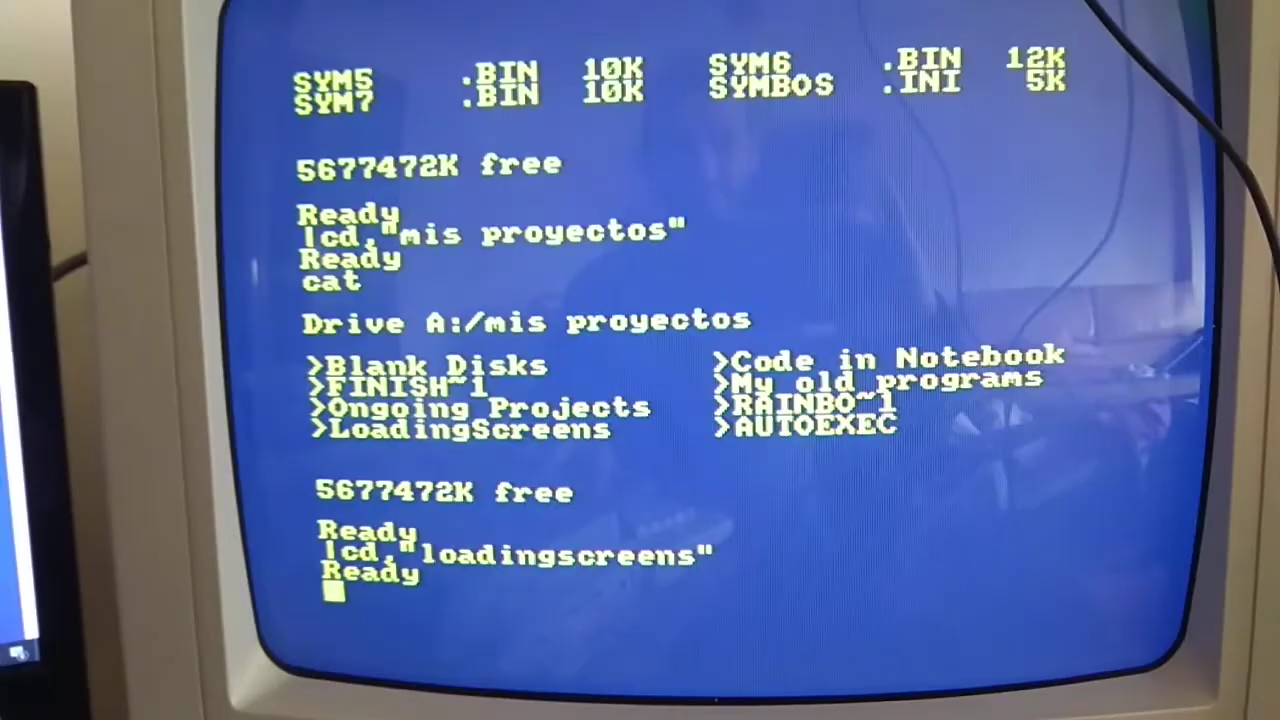 SYM5 .BIN 10K SYM6 .BIN 12K
SYM7 .BIN 10K SYMBOS .INI 5K
5677472K free
Ready
|cd,"mis proyectos"
Ready
cat
Drive A:/mis proyectos
>Blank Disks >Code in Notebook
>FINISH~1 >My old programs
>Ongoing Projects >RAINBO~1
>LoadingScreens >AUTOEXEC
5677472K free
Ready
|cd,"loadingscreens"
Ready